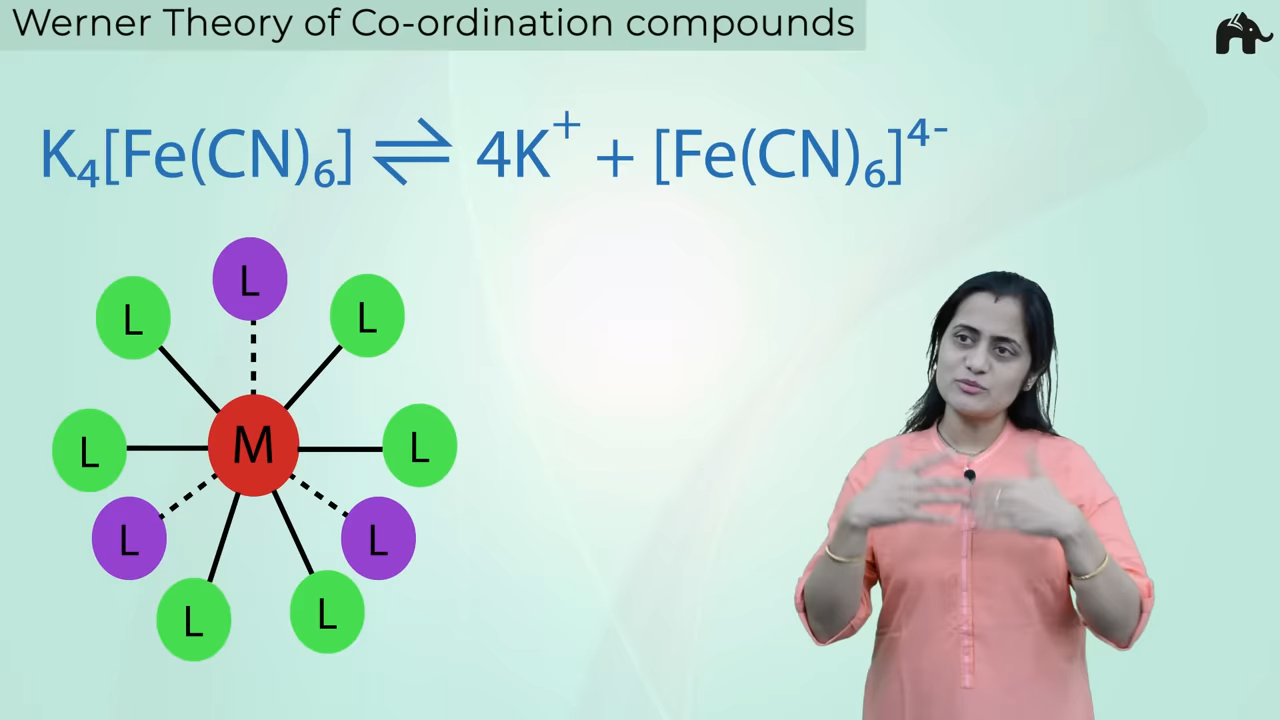 Werner Theory of Co-ordination compounds
K₄[Fe(CN)₆] ⇌ 4K⁺ + [Fe(CN)₆]⁴⁻
L
L
L
L
M
L
L
L
L
L